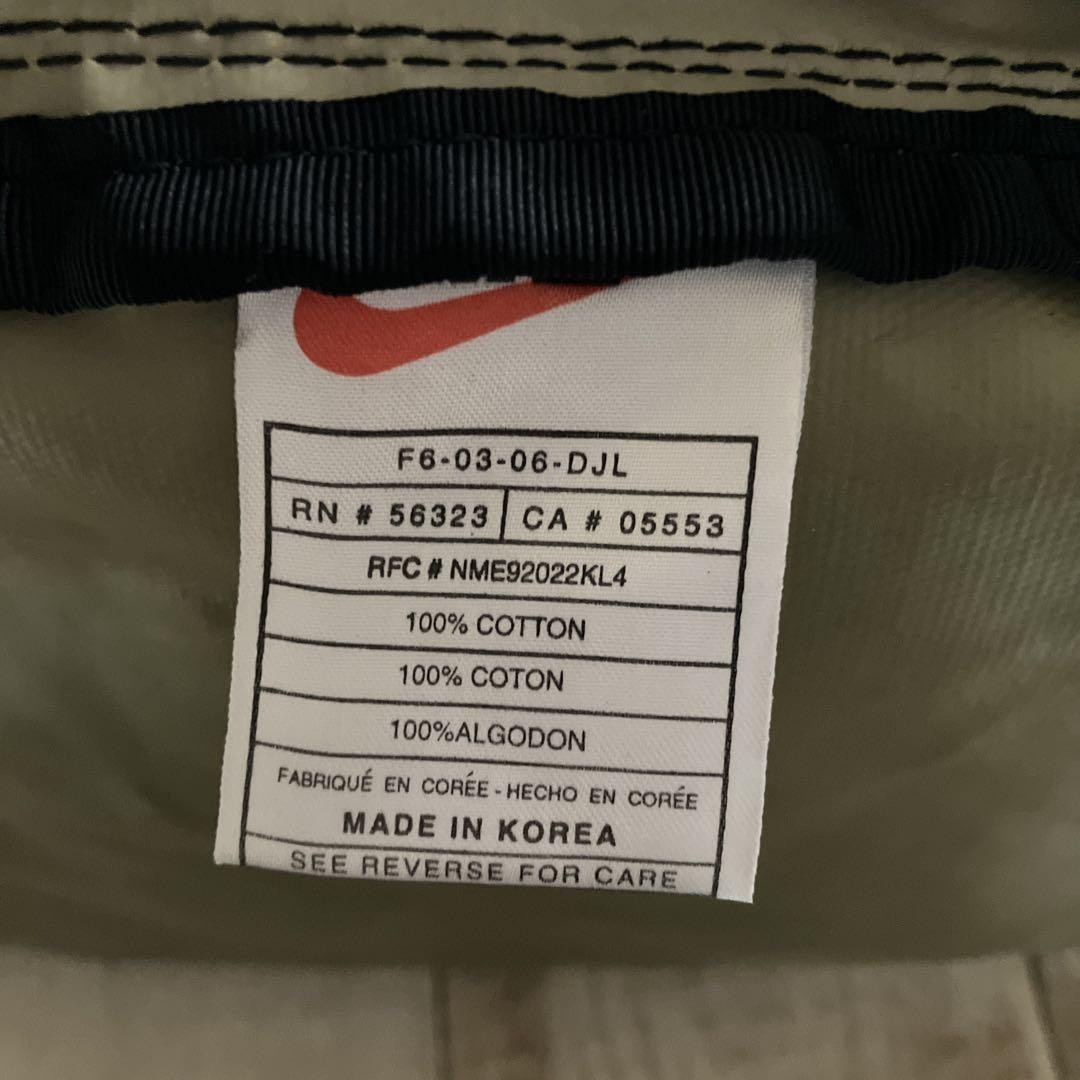 F6-03-06-DJL
RN # 56323 CA # 05553
RFC # NME92022KL4
100% COTTON
100% COTON
100%ALGODON
FABRIQUÉ EN CORÉE - HECHO EN CORÉE
MADE IN KOREA
SEE REVERSE FOR CARE